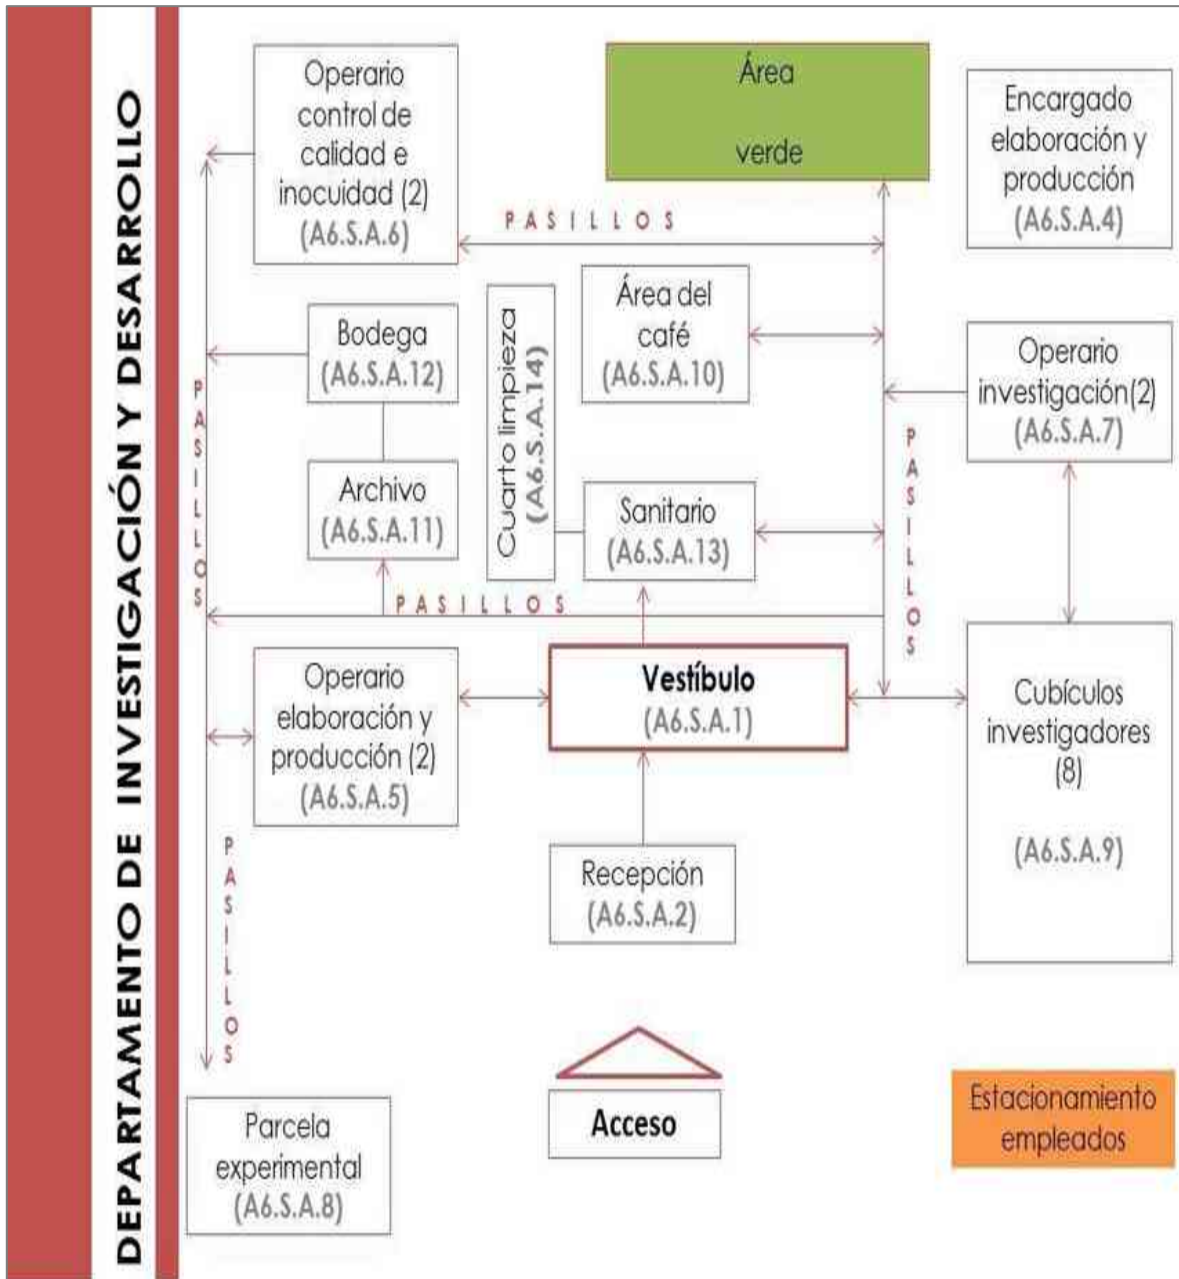 DEPARTAMENTO DE INVESTIGACIÓN Y DESARROLLO
Operario
control de
calidad e
inocuidad (2)
(A6.S.A.6)
Área
verde
Encargado
elaboración y
producción
(A6.S.A.4)
PASILLOS
Bodega
(A6.S.A.12)
Cuarto limpieza
(A6.S.A.14)
Área del
café
(A6.S.A.10)
Operario
investigación(2)
(A6.S.A.7)
PASILLOS
PASILLOS
Archivo
(A6.S.A.11)
Sanitario
(A6.S.A.13)
PASILLOS
Operario
elaboración y
producción (2)
(A6.S.A.5)
Vestíbulo
(A6.S.A.1)
Cubículos
investigadores
(8)
(A6.S.A.9)
PASILLOS
Recepción
(A6.S.A.2)
Acceso
Parcela
experimental
(A6.S.A.8)
Estacionamiento
empleados